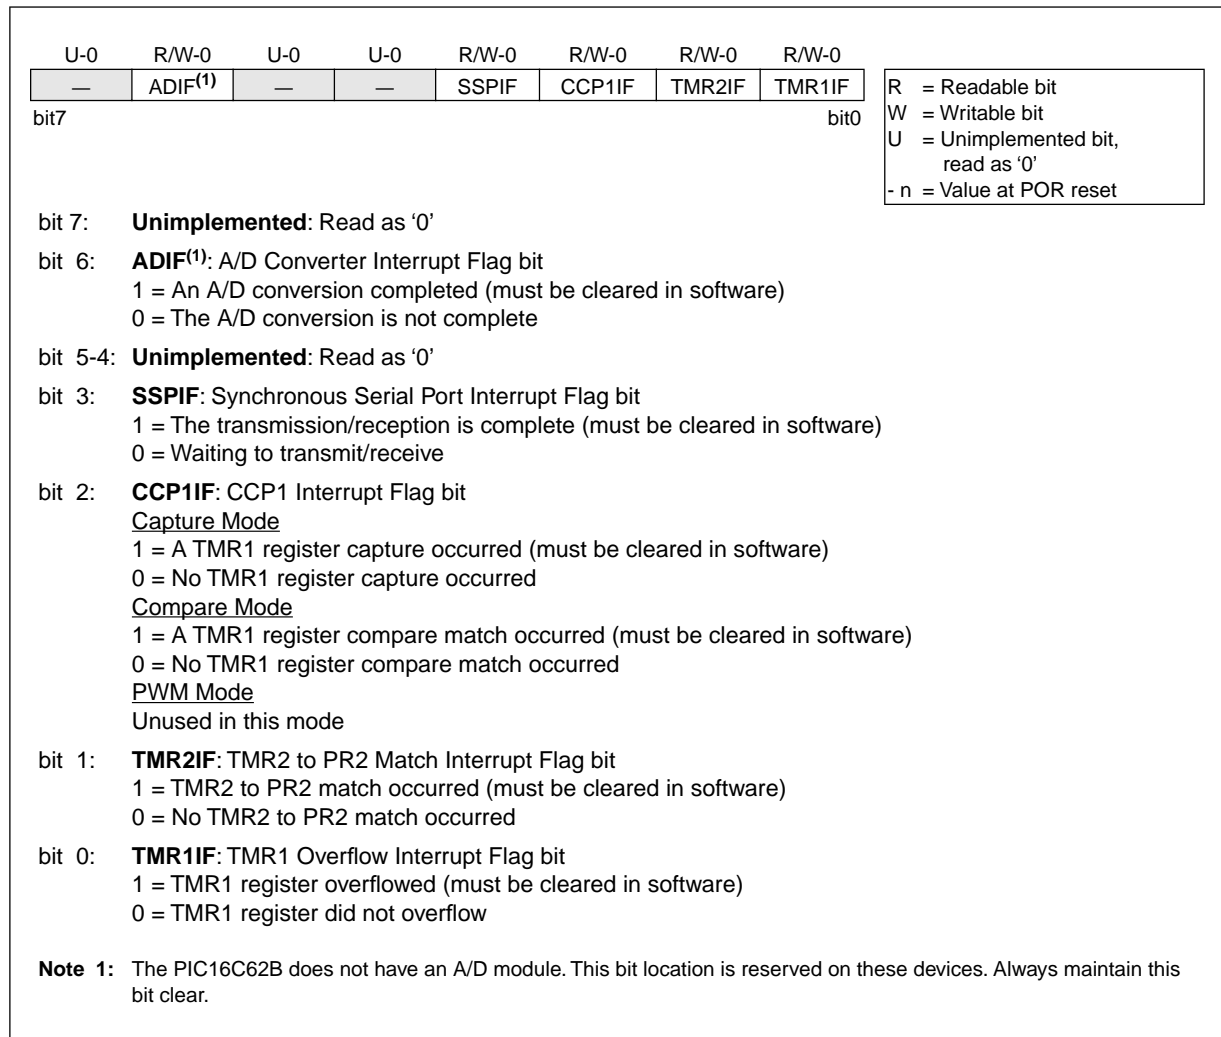 U-0 R/W-0 U-0 U-0 R/W-0 R/W-0 R/W-0 R/W-0
— ADIF(1) — — SSPIF CCP1IF TMR2IF TMR1IF
bit7 bit0
R = Readable bit
W = Writable bit
U = Unimplemented bit,
read as ‘0’
- n = Value at POR reset
bit 7: Unimplemented: Read as ‘0’
bit 6: ADIF(1): A/D Converter Interrupt Flag bit
1 = An A/D conversion completed (must be cleared in software)
0 = The A/D conversion is not complete
bit 5-4: Unimplemented: Read as ‘0’
bit 3: SSPIF: Synchronous Serial Port Interrupt Flag bit
1 = The transmission/reception is complete (must be cleared in software)
0 = Waiting to transmit/receive
bit 2: CCP1IF: CCP1 Interrupt Flag bit
Capture Mode
1 = A TMR1 register capture occurred (must be cleared in software)
0 = No TMR1 register capture occurred
Compare Mode
1 = A TMR1 register compare match occurred (must be cleared in software)
0 = No TMR1 register compare match occurred
PWM Mode
Unused in this mode
bit 1: TMR2IF: TMR2 to PR2 Match Interrupt Flag bit
1 = TMR2 to PR2 match occurred (must be cleared in software)
0 = No TMR2 to PR2 match occurred
bit 0: TMR1IF: TMR1 Overflow Interrupt Flag bit
1 = TMR1 register overflowed (must be cleared in software)
0 = TMR1 register did not overflow
Note 1: The PIC16C62B does not have an A/D module. This bit location is reserved on these devices. Always maintain this
bit clear.